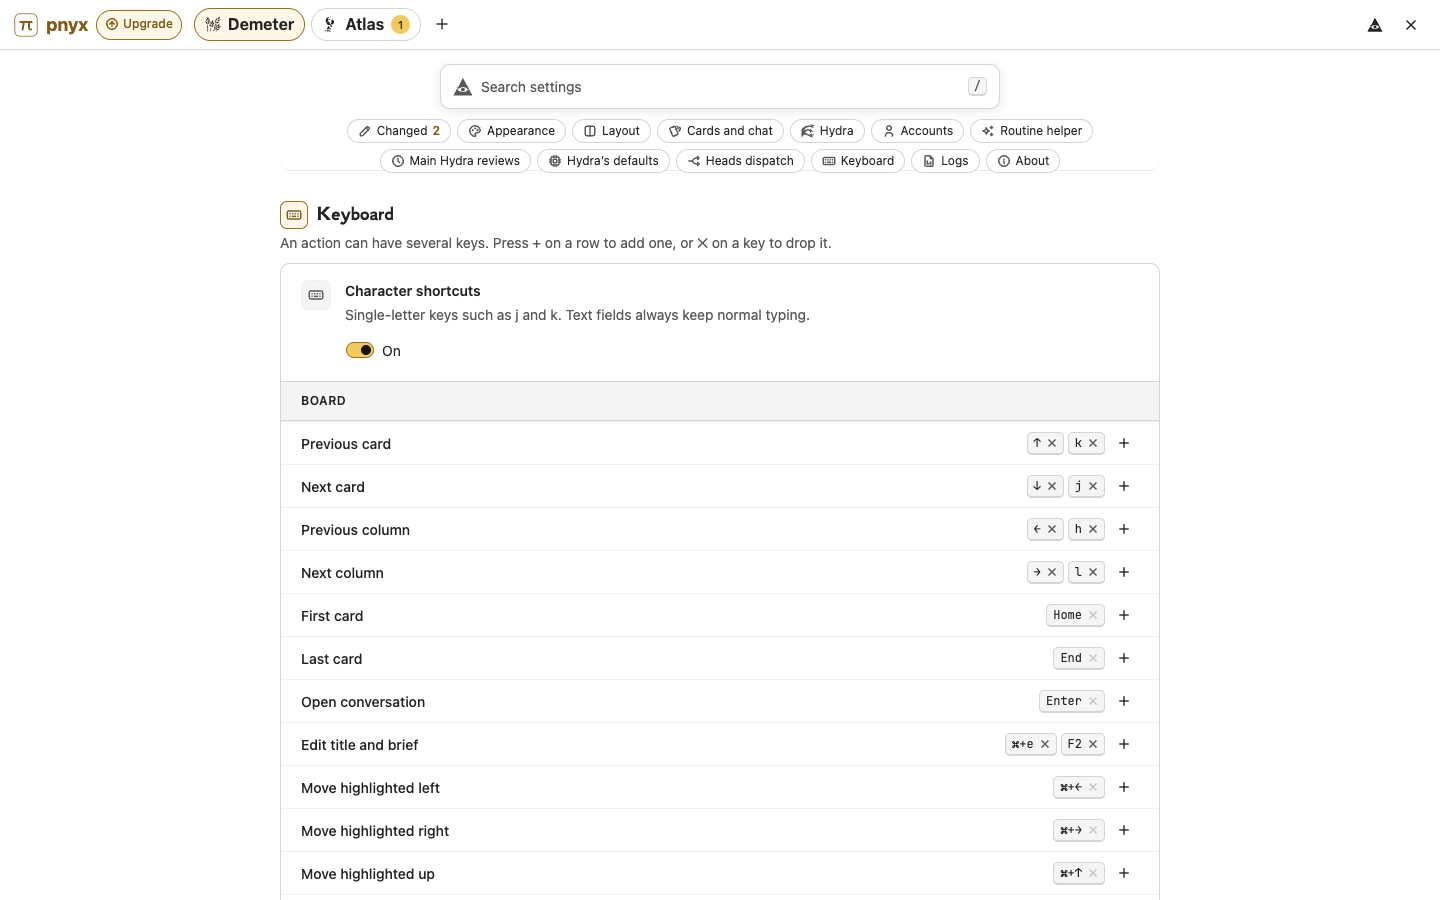 π pnyx Upgrade Demeter Atlas 1 +
Search settings /
Changed 2 Appearance Layout Cards and chat Hydra Accounts Routine helper
Main Hydra reviews Hydra's defaults Heads dispatch Keyboard Logs About
Keyboard
An action can have several keys. Press + on a row to add one, or ✕ on a key to drop it.
Character shortcuts
Single-letter keys such as j and k. Text fields always keep normal typing.
On
BOARD
Previous card ↑ ✕ k ✕ +
Next card ↓ ✕ j ✕ +
Previous column ← ✕ h ✕ +
Next column → ✕ l ✕ +
First card Home ✕ +
Last card End ✕ +
Open conversation Enter ✕ +
Edit title and brief ⌘+e ✕ F2 ✕ +
Move highlighted left ⌘+← ✕ +
Move highlighted right ⌘+→ ✕ +
Move highlighted up ⌘+↑ ✕ +